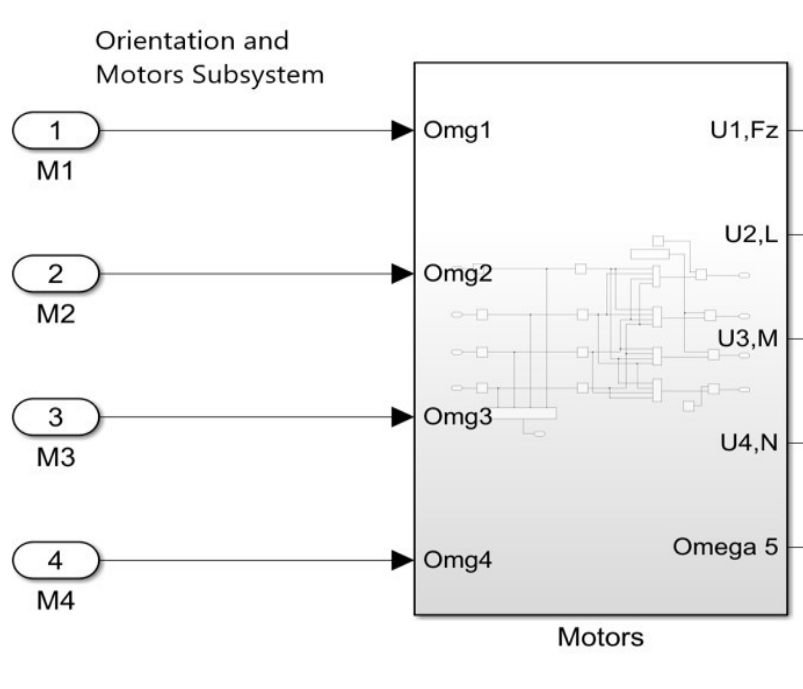 Orientation and
Motors Subsystem
1
M1
Omg1
U1,Fz
2
M2
Omg2
U2,L
U3,M
3
M3
Omg3
U4,N
4
M4
Omg4
Omega 5
Motors